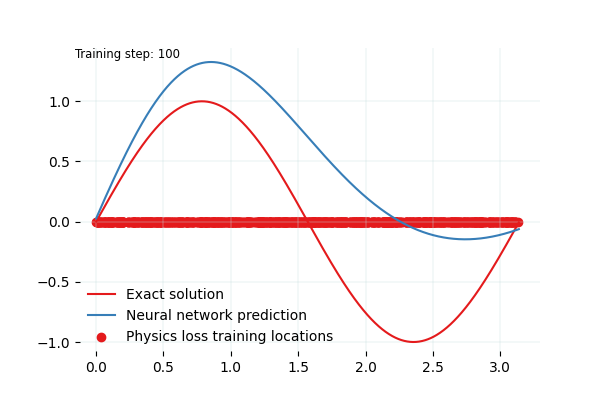 Training step: 100
1.0
0.5
0.0
−0.5
−1.0
Exact solution
Neural network prediction
Physics loss training locations
0.0 0.5 1.0 1.5 2.0 2.5 3.0